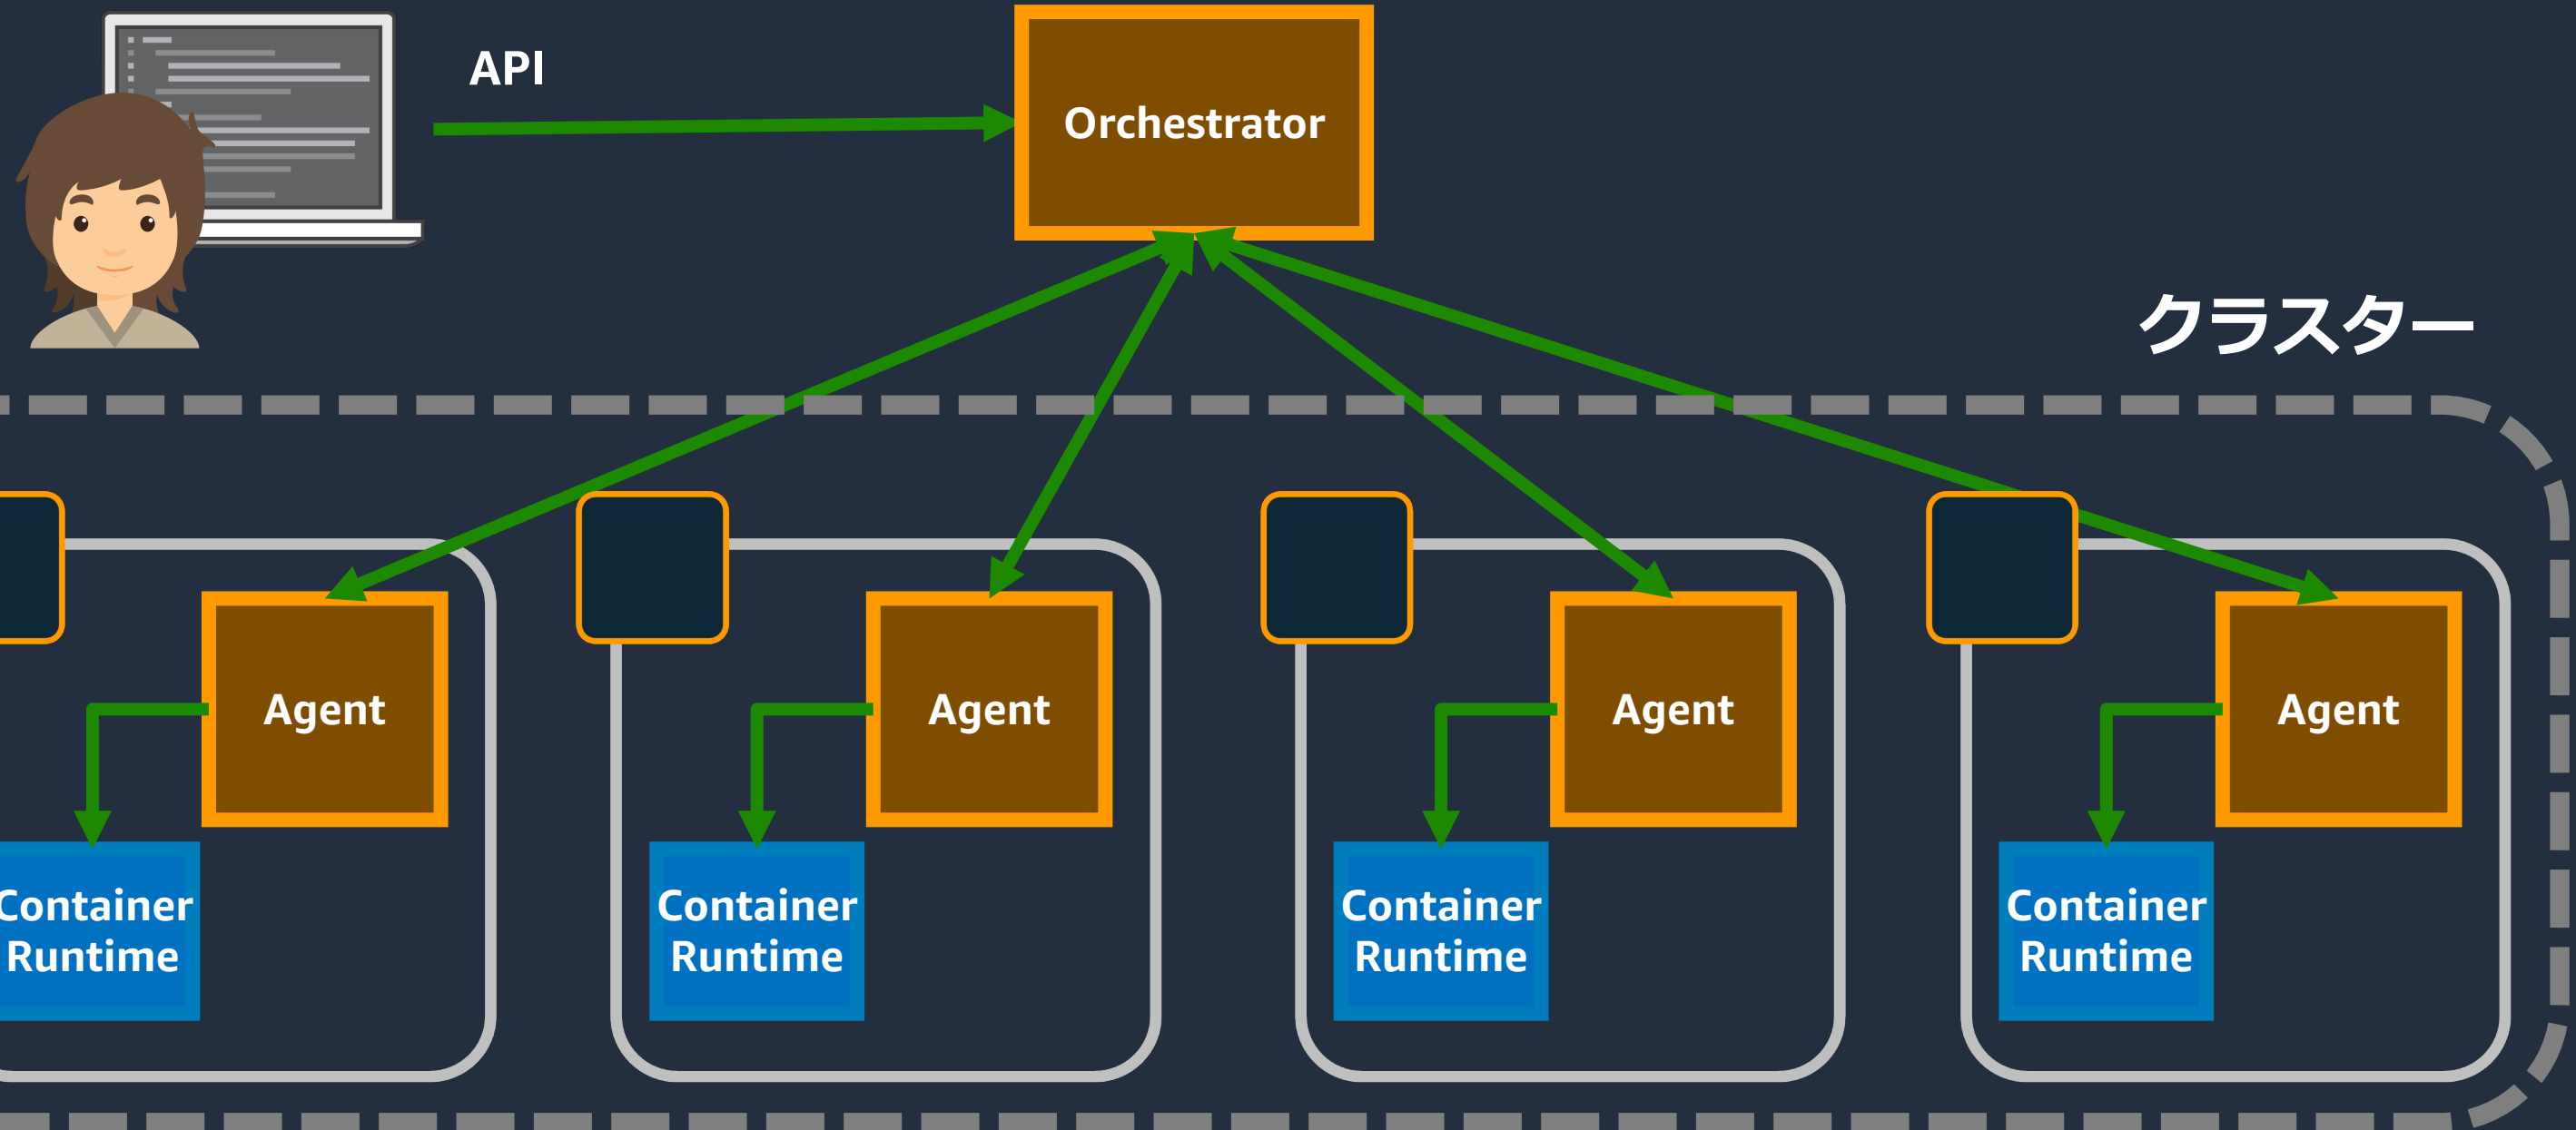 API
Orchestrator
クラスター
Agent
Agent
Agent
Agent
Container
Runtime
Container
Runtime
Container
Runtime
Container
Runtime